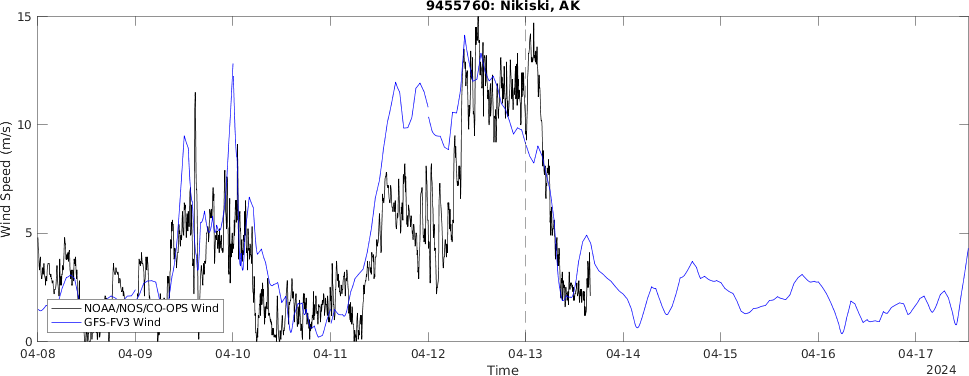 9455760: Nikiski, AK
15
10
5
0
Wind Speed (m/s)
NOAA/NOS/CO-OPS Wind
GFS-FV3 Wind
04-08 04-09 04-10 04-11 04-12 04-13 04-14 04-15 04-16 04-17
Time
2024